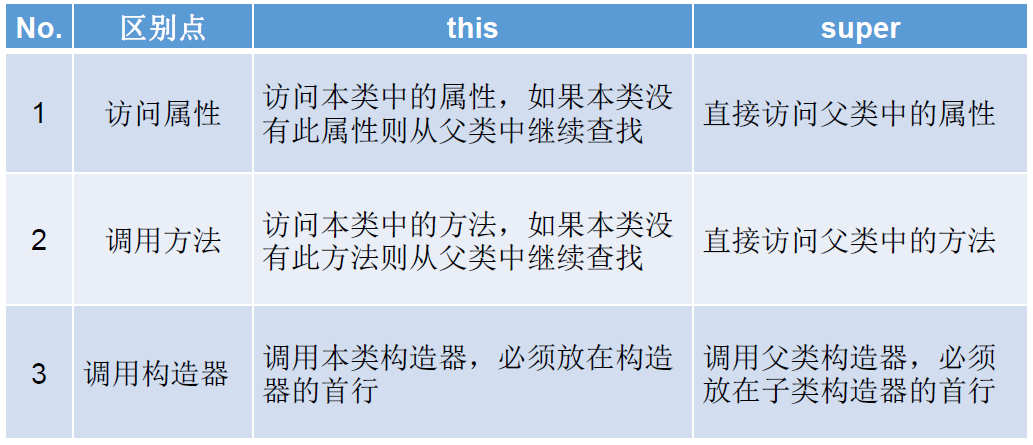 No. 区别点 this super
1 访问属性 访问本类中的属性，如果本类没有此属性则从父类中继续查找 直接访问父类中的属性
2 调用方法 访问本类中的方法，如果本类没有此方法则从父类中继续查找 直接访问父类中的方法
3 调用构造器 调用本类构造器，必须放在构造器的首行 调用父类构造器，必须放在子类构造器的首行